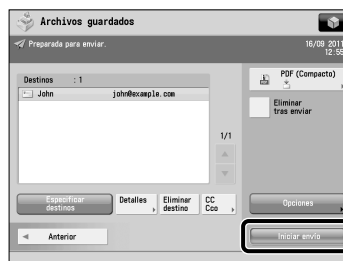 Archivos guardados
Preparada para enviar.
16/09 2011
12:55
Destinos : 1
John john@example.com
1/1
PDF (Compacto)
Eliminar
tras enviar
Especificar
destinos
Detalles
Eliminar
destino
CC
Cco
Opciones
Anterior
Iniciar envío